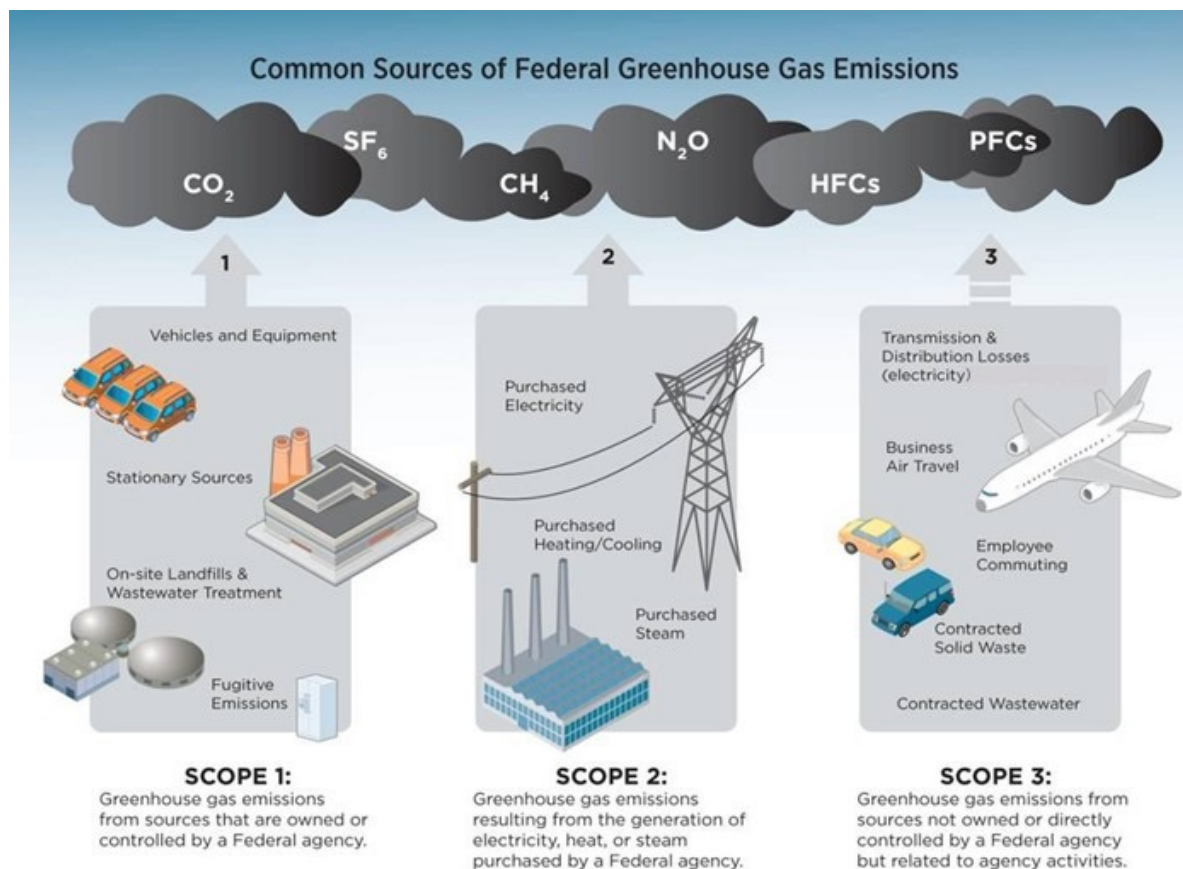 Common Sources of Federal Greenhouse Gas Emissions
CO₂
SF₆
CH₄
N₂O
HFCs
PFCs
1
2
3
Vehicles and Equipment
Stationary Sources
On-site Landfills &
Wastewater Treatment
Fugitive
Emissions
Purchased
Electricity
Purchased
Heating/Cooling
Purchased
Steam
Transmission &
Distribution Losses
(electricity)
Business
Air Travel
Employee
Commuting
Contracted
Solid Waste
Contracted Wastewater
SCOPE 1:
Greenhouse gas emissions
from sources that are owned or
controlled by a Federal agency.
SCOPE 2:
Greenhouse gas emissions
resulting from the generation of
electricity, heat, or steam
purchased by a Federal agency.
SCOPE 3:
Greenhouse gas emissions from
sources not owned or directly
controlled by a Federal agency
but related to agency activities.